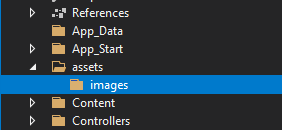 References
App_Data
App_Start
assets
images
Content
Controllers